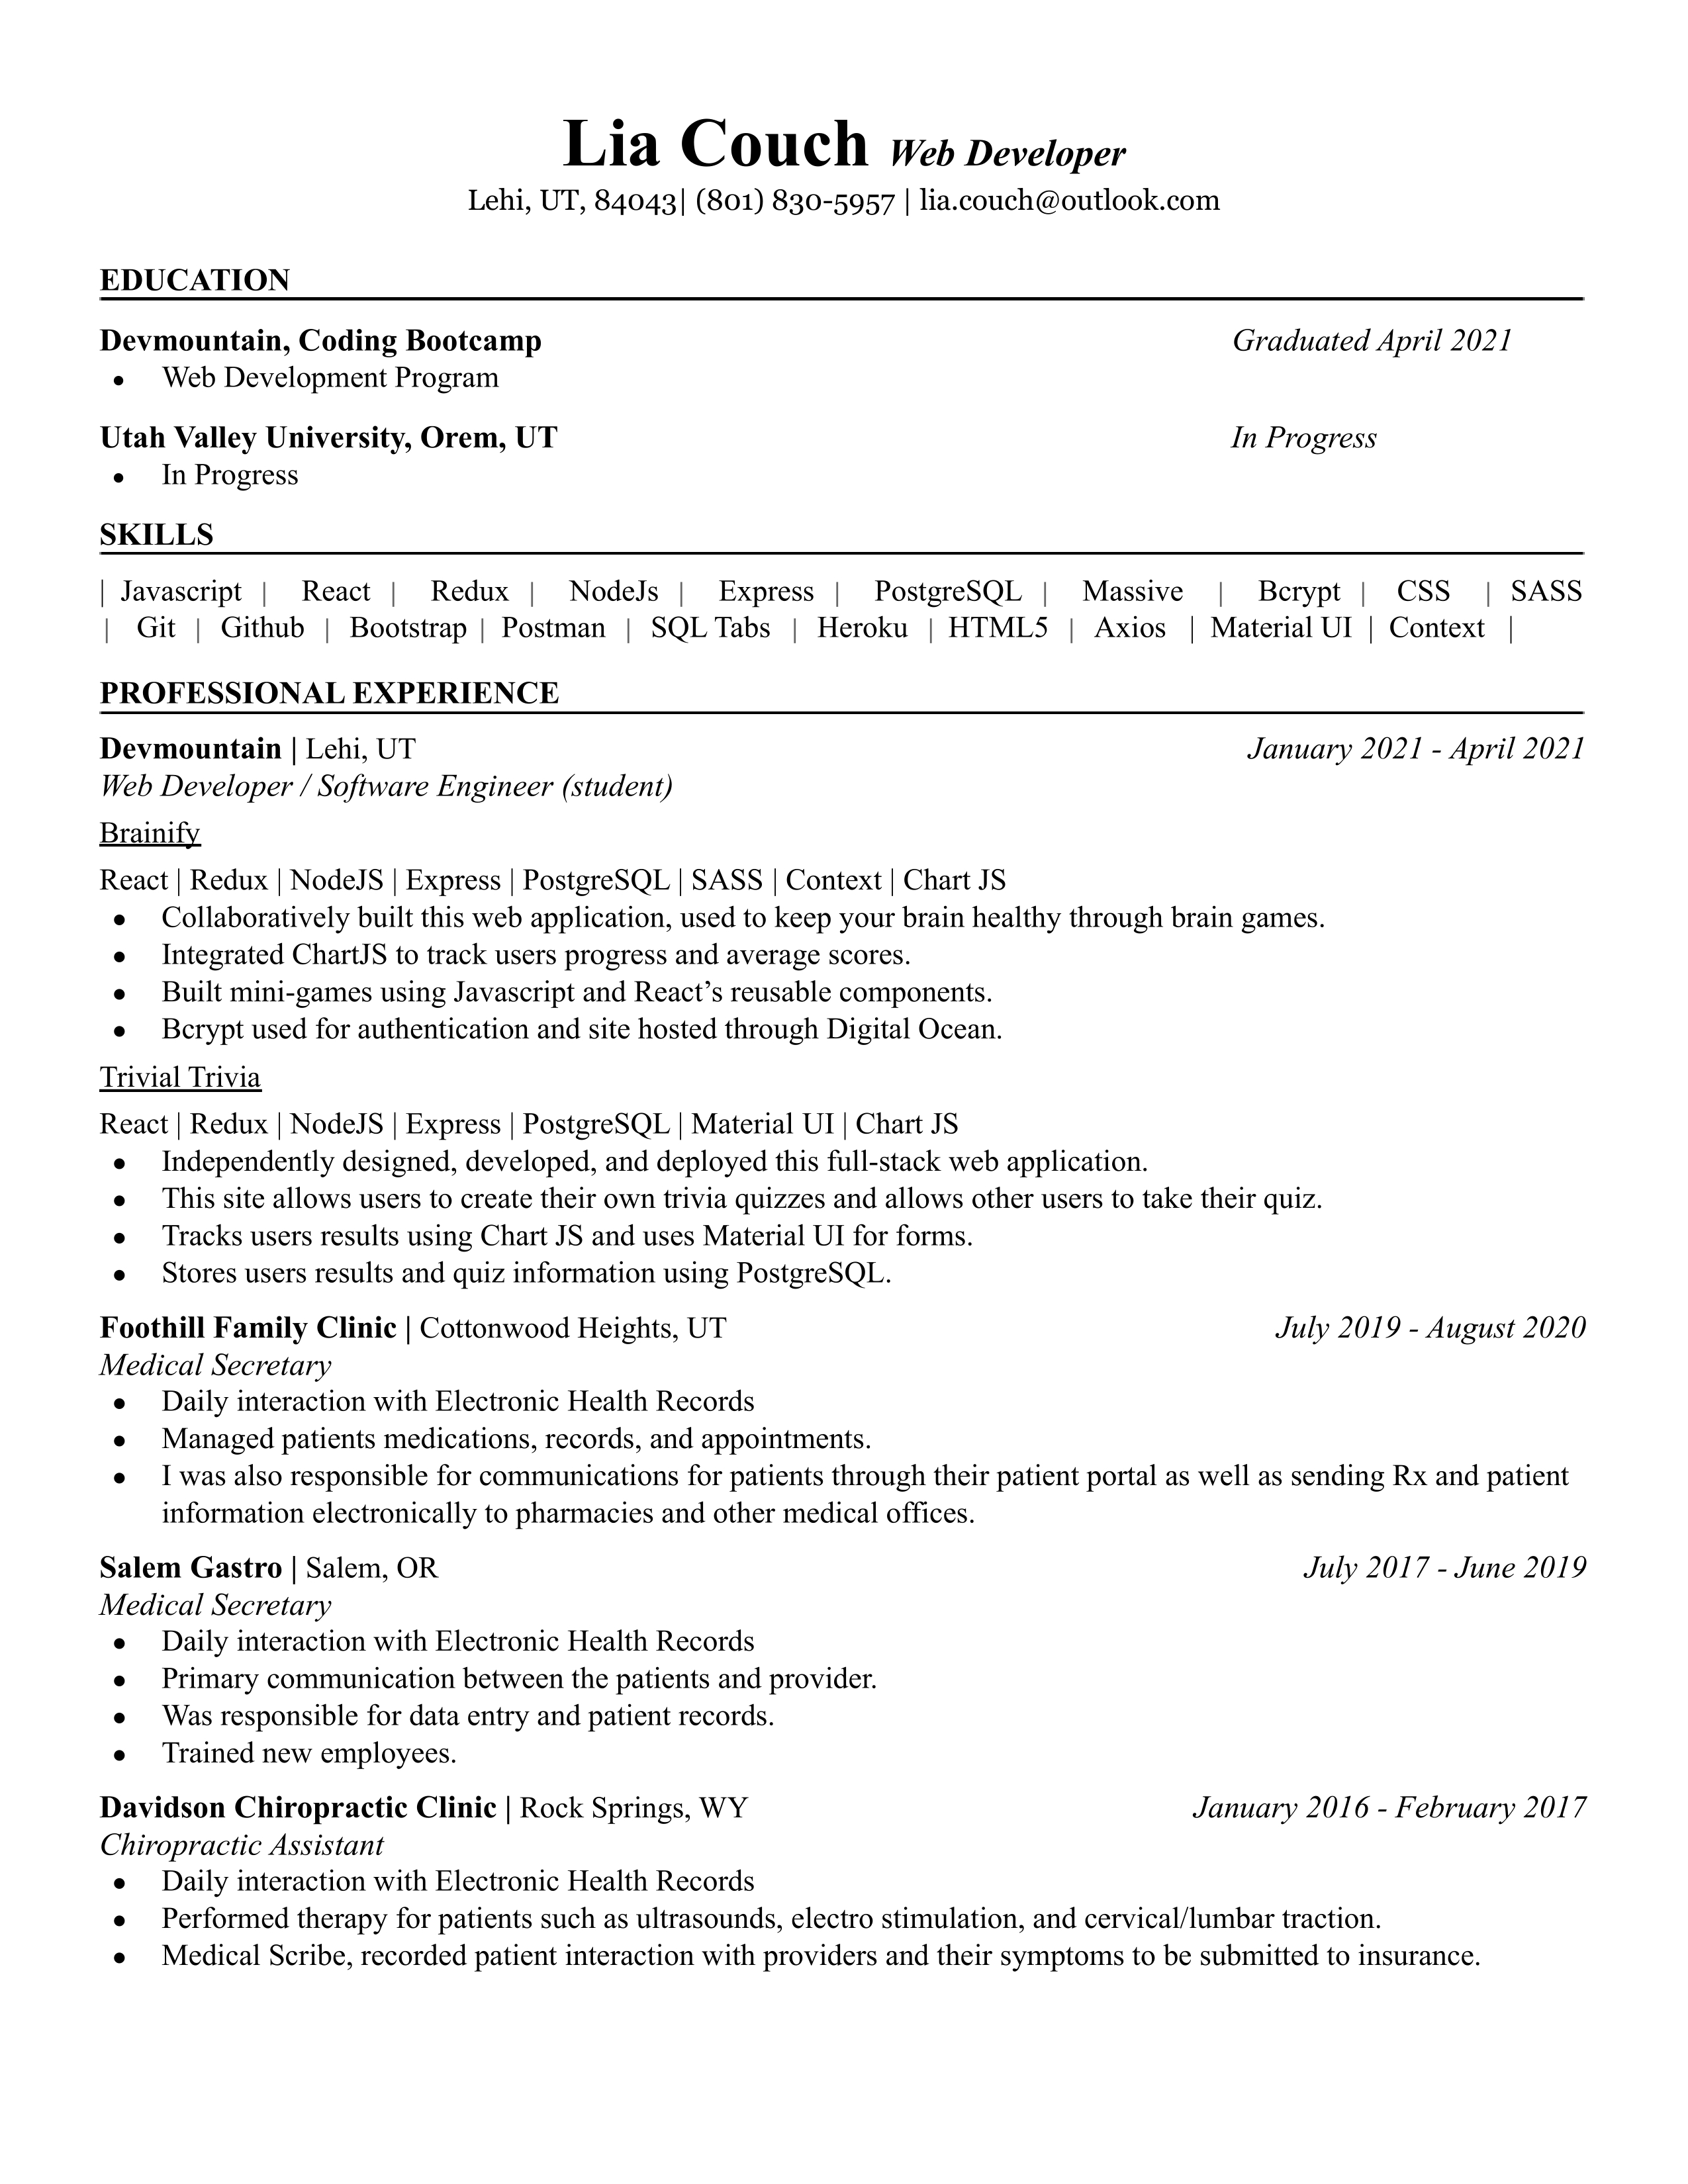 Lia Couch Web Developer
Lehi, UT, 84043| (801) 830-5957 | lia.couch@outlook.com
EDUCATION
Devmountain, Coding Bootcamp Graduated April 2021
● Web Development Program
Utah Valley University, Orem, UT In Progress
● In Progress
SKILLS
| Javascript | React | Redux | NodeJs | Express | PostgreSQL | Massive | Bcrypt | CSS | SASS
| Git | Github | Bootstrap | Postman | SQL Tabs | Heroku | HTML5 | Axios | Material UI | Context |
PROFESSIONAL EXPERIENCE
Devmountain | Lehi, UT January 2021 - April 2021
Web Developer / Software Engineer (student)
Brainify
React | Redux | NodeJS | Express | PostgreSQL | SASS | Context | Chart JS
● Collaboratively built this web application, used to keep your brain healthy through brain games.
● Integrated ChartJS to track users progress and average scores.
● Built mini-games using Javascript and React’s reusable components.
● Bcrypt used for authentication and site hosted through Digital Ocean.
Trivial Trivia
React | Redux | NodeJS | Express | PostgreSQL | Material UI | Chart JS
● Independently designed, developed, and deployed this full-stack web application.
● This site allows users to create their own trivia quizzes and allows other users to take their quiz.
● Tracks users results using Chart JS and uses Material UI for forms.
● Stores users results and quiz information using PostgreSQL.
Foothill Family Clinic | Cottonwood Heights, UT July 2019 - August 2020
Medical Secretary
● Daily interaction with Electronic Health Records
● Managed patients medications, records, and appointments.
● I was also responsible for communications for patients through their patient portal as well as sending Rx and patient
information electronically to pharmacies and other medical offices.
Salem Gastro | Salem, OR July 2017 - June 2019
Medical Secretary
● Daily interaction with Electronic Health Records
● Primary communication between the patients and provider.
● Was responsible for data entry and patient records.
● Trained new employees.
Davidson Chiropractic Clinic | Rock Springs, WY January 2016 - February 2017
Chiropractic Assistant
● Daily interaction with Electronic Health Records
● Performed therapy for patients such as ultrasounds, electro stimulation, and cervical/lumbar traction.
● Medical Scribe, recorded patient interaction with providers and their symptoms to be submitted to insurance.